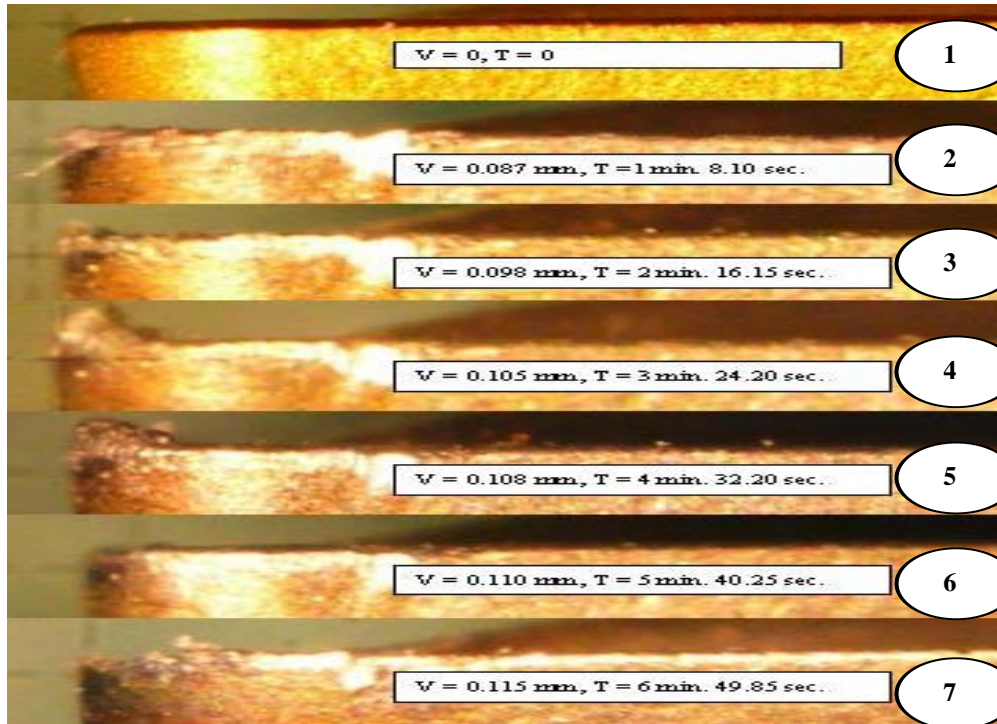 V = 0, T = 0
1
V = 0.087 mm, T = 1 min. 8.10 sec.
2
V = 0.098 mm, T = 2 min. 16.15 sec.
3
V = 0.105 mm, T = 3 min. 24.20 sec.
4
V = 0.108 mm, T = 4 min. 32.20 sec.
5
V = 0.110 mm, T = 5 min. 40.25 sec.
6
V = 0.115 mm, T = 6 min. 49.85 sec.
7